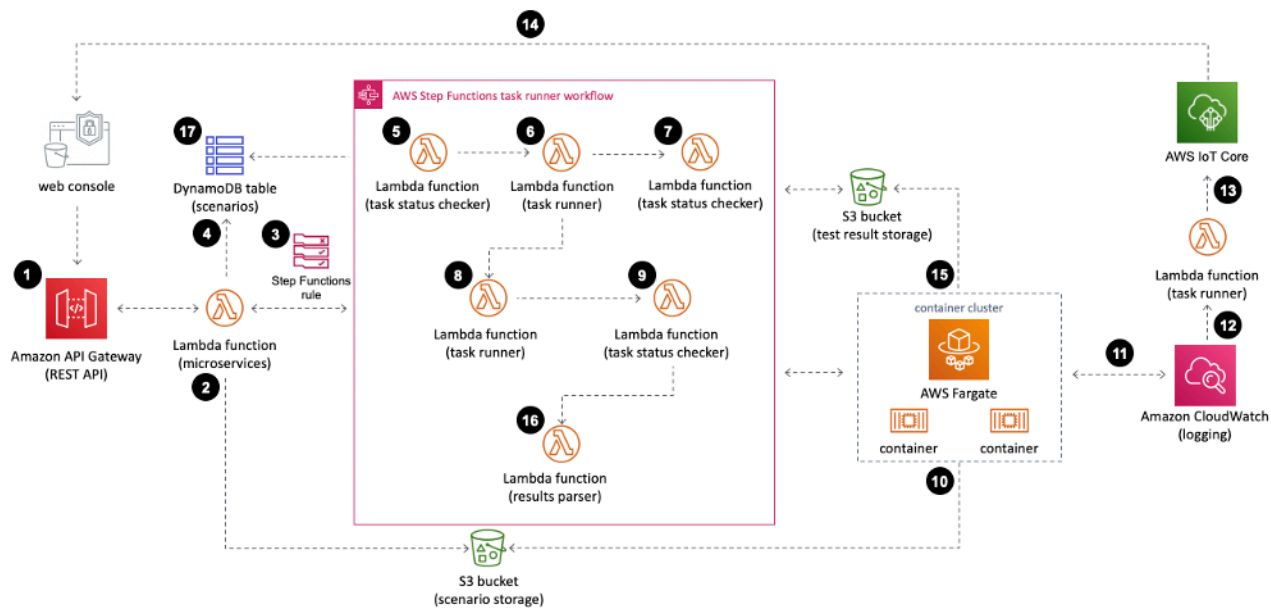 14
AWS Step Functions task runner workflow
17
5
6
7
web console
DynamoDB table
(scenarios)
Lambda function
(task status checker)
Lambda function
(task runner)
Lambda function
(task status checker)
AWS IoT Core
13
S3 bucket
(test result storage)
4
3
Step Functions
rule
1
8
9
15
Lambda function
(task runner)
container cluster
12
11
Amazon API Gateway
(REST API)
Lambda function
(microservices)
2
Lambda function
(task runner)
Lambda function
(task status checker)
AWS Fargate
Amazon CloudWatch
(logging)
16
container
container
Lambda function
(results parser)
10
S3 bucket
(scenario storage)